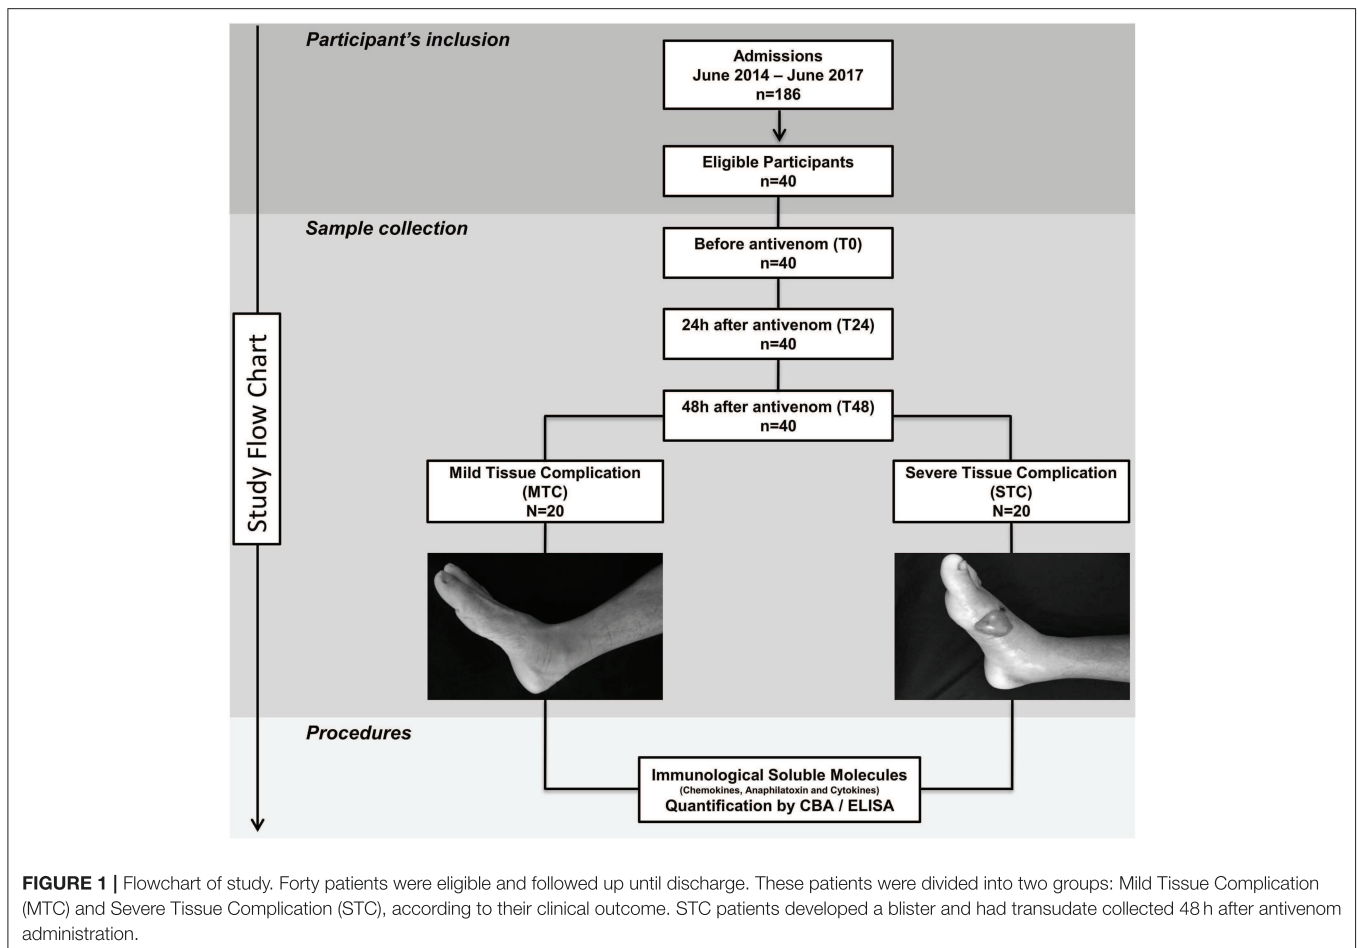 Participant's inclusion
Admissions
June 2014 – June 2017
n=186
Eligible Participants
n=40
Sample collection
Before antivenom (T0)
n=40
24h after antivenom (T24)
n=40
48h after antivenom (T48)
n=40
Study Flow Chart
Mild Tissue Complication
(MTC)
N=20
Severe Tissue Complication
(STC)
N=20
Procedures
Immunological Soluble Molecules
(Chemokines, Anaphilatoxin and Cytokines)
Quantification by CBA / ELISA
FIGURE 1 | Flowchart of study. Forty patients were eligible and followed up until discharge. These patients were divided into two groups: Mild Tissue Complication
(MTC) and Severe Tissue Complication (STC), according to their clinical outcome. STC patients developed a blister and had transudate collected 48 h after antivenom
administration.